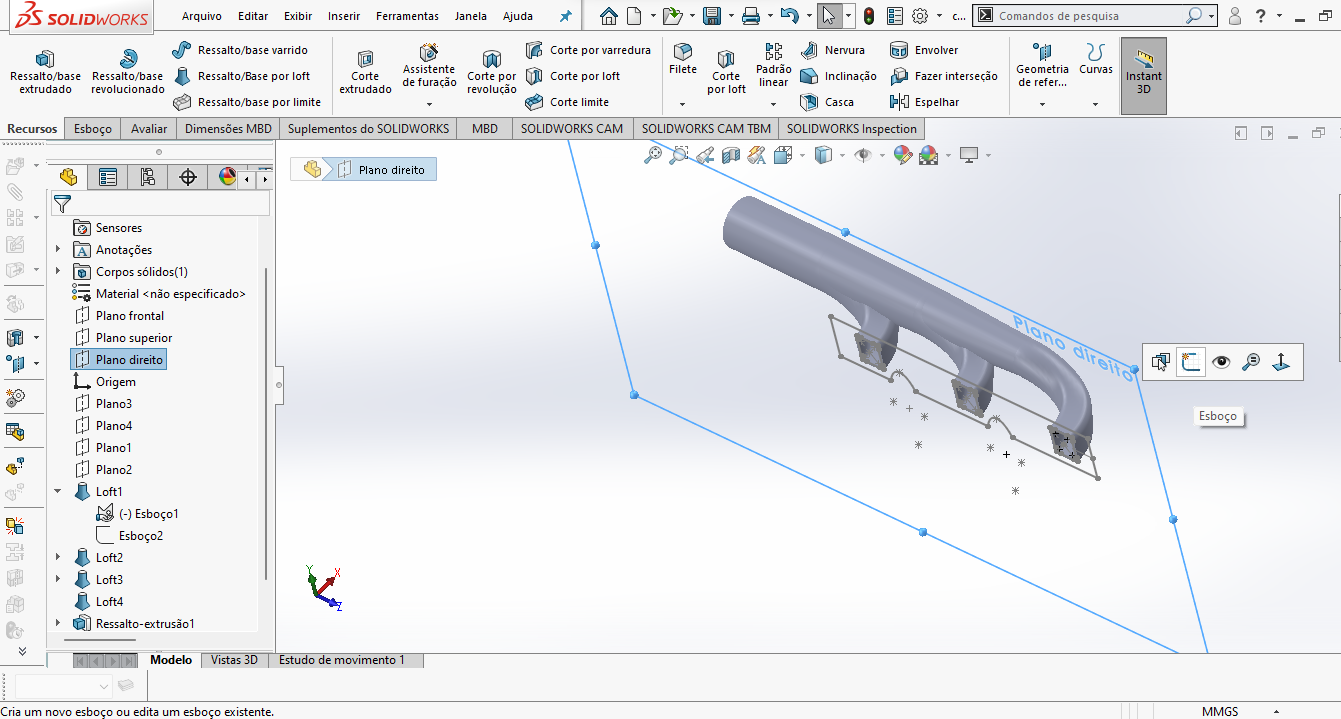 SOLIDWORKS
Arquivo Editar Exibir Inserir Ferramentas Janela Ajuda
c...
Comandos de pesquisa
?
Ressalto/base
extrudado
Ressalto/base
revolucionado
Ressalto/base varrido
Ressalto/Base por loft
Ressalto/base por limite
Corte
extrudado
Assistente
de furação
Corte por
revolução
Corte por varredura
Corte por loft
Corte limite
Filete
Corte
por loft
Padrão
linear
Nervura
Inclinação
Casca
Envolver
Fazer interseção
Espelhar
Geometria
de refer...
Curvas
Instant
3D
Recursos Esboço Avaliar Dimensões MBD Suplementos do SOLIDWORKS MBD SOLIDWORKS CAM SOLIDWORKS CAM TBM SOLIDWORKS Inspection
Plano direito
Sensores
Anotações
Corpos sólidos(1)
Material <não especificado>
Plano frontal
Plano superior
Plano direito
Origem
Plano3
Plano4
Plano1
Plano2
Loft1
(-) Esboço1
Esboço2
Loft2
Loft3
Loft4
Ressalto-extrusão1
Plano direito
Esboço
Y
X
Z
Modelo Vistas 3D Estudo de movimento 1
Cria um novo esboço ou edita um esboço existente.
MMGS